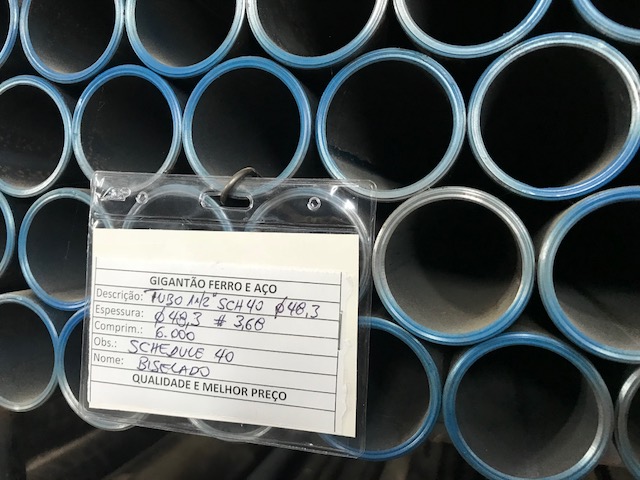 GIGANTÃO FERRO E AÇO
Descrição: TUBO 1 1/2" SCH 40 Ø48,3
Espessura: Ø 48,3 # 3,68
Comprim.: 6.000
Obs.: SCHEDULE 40
Nome: BISELADO
QUALIDADE E MELHOR PREÇO